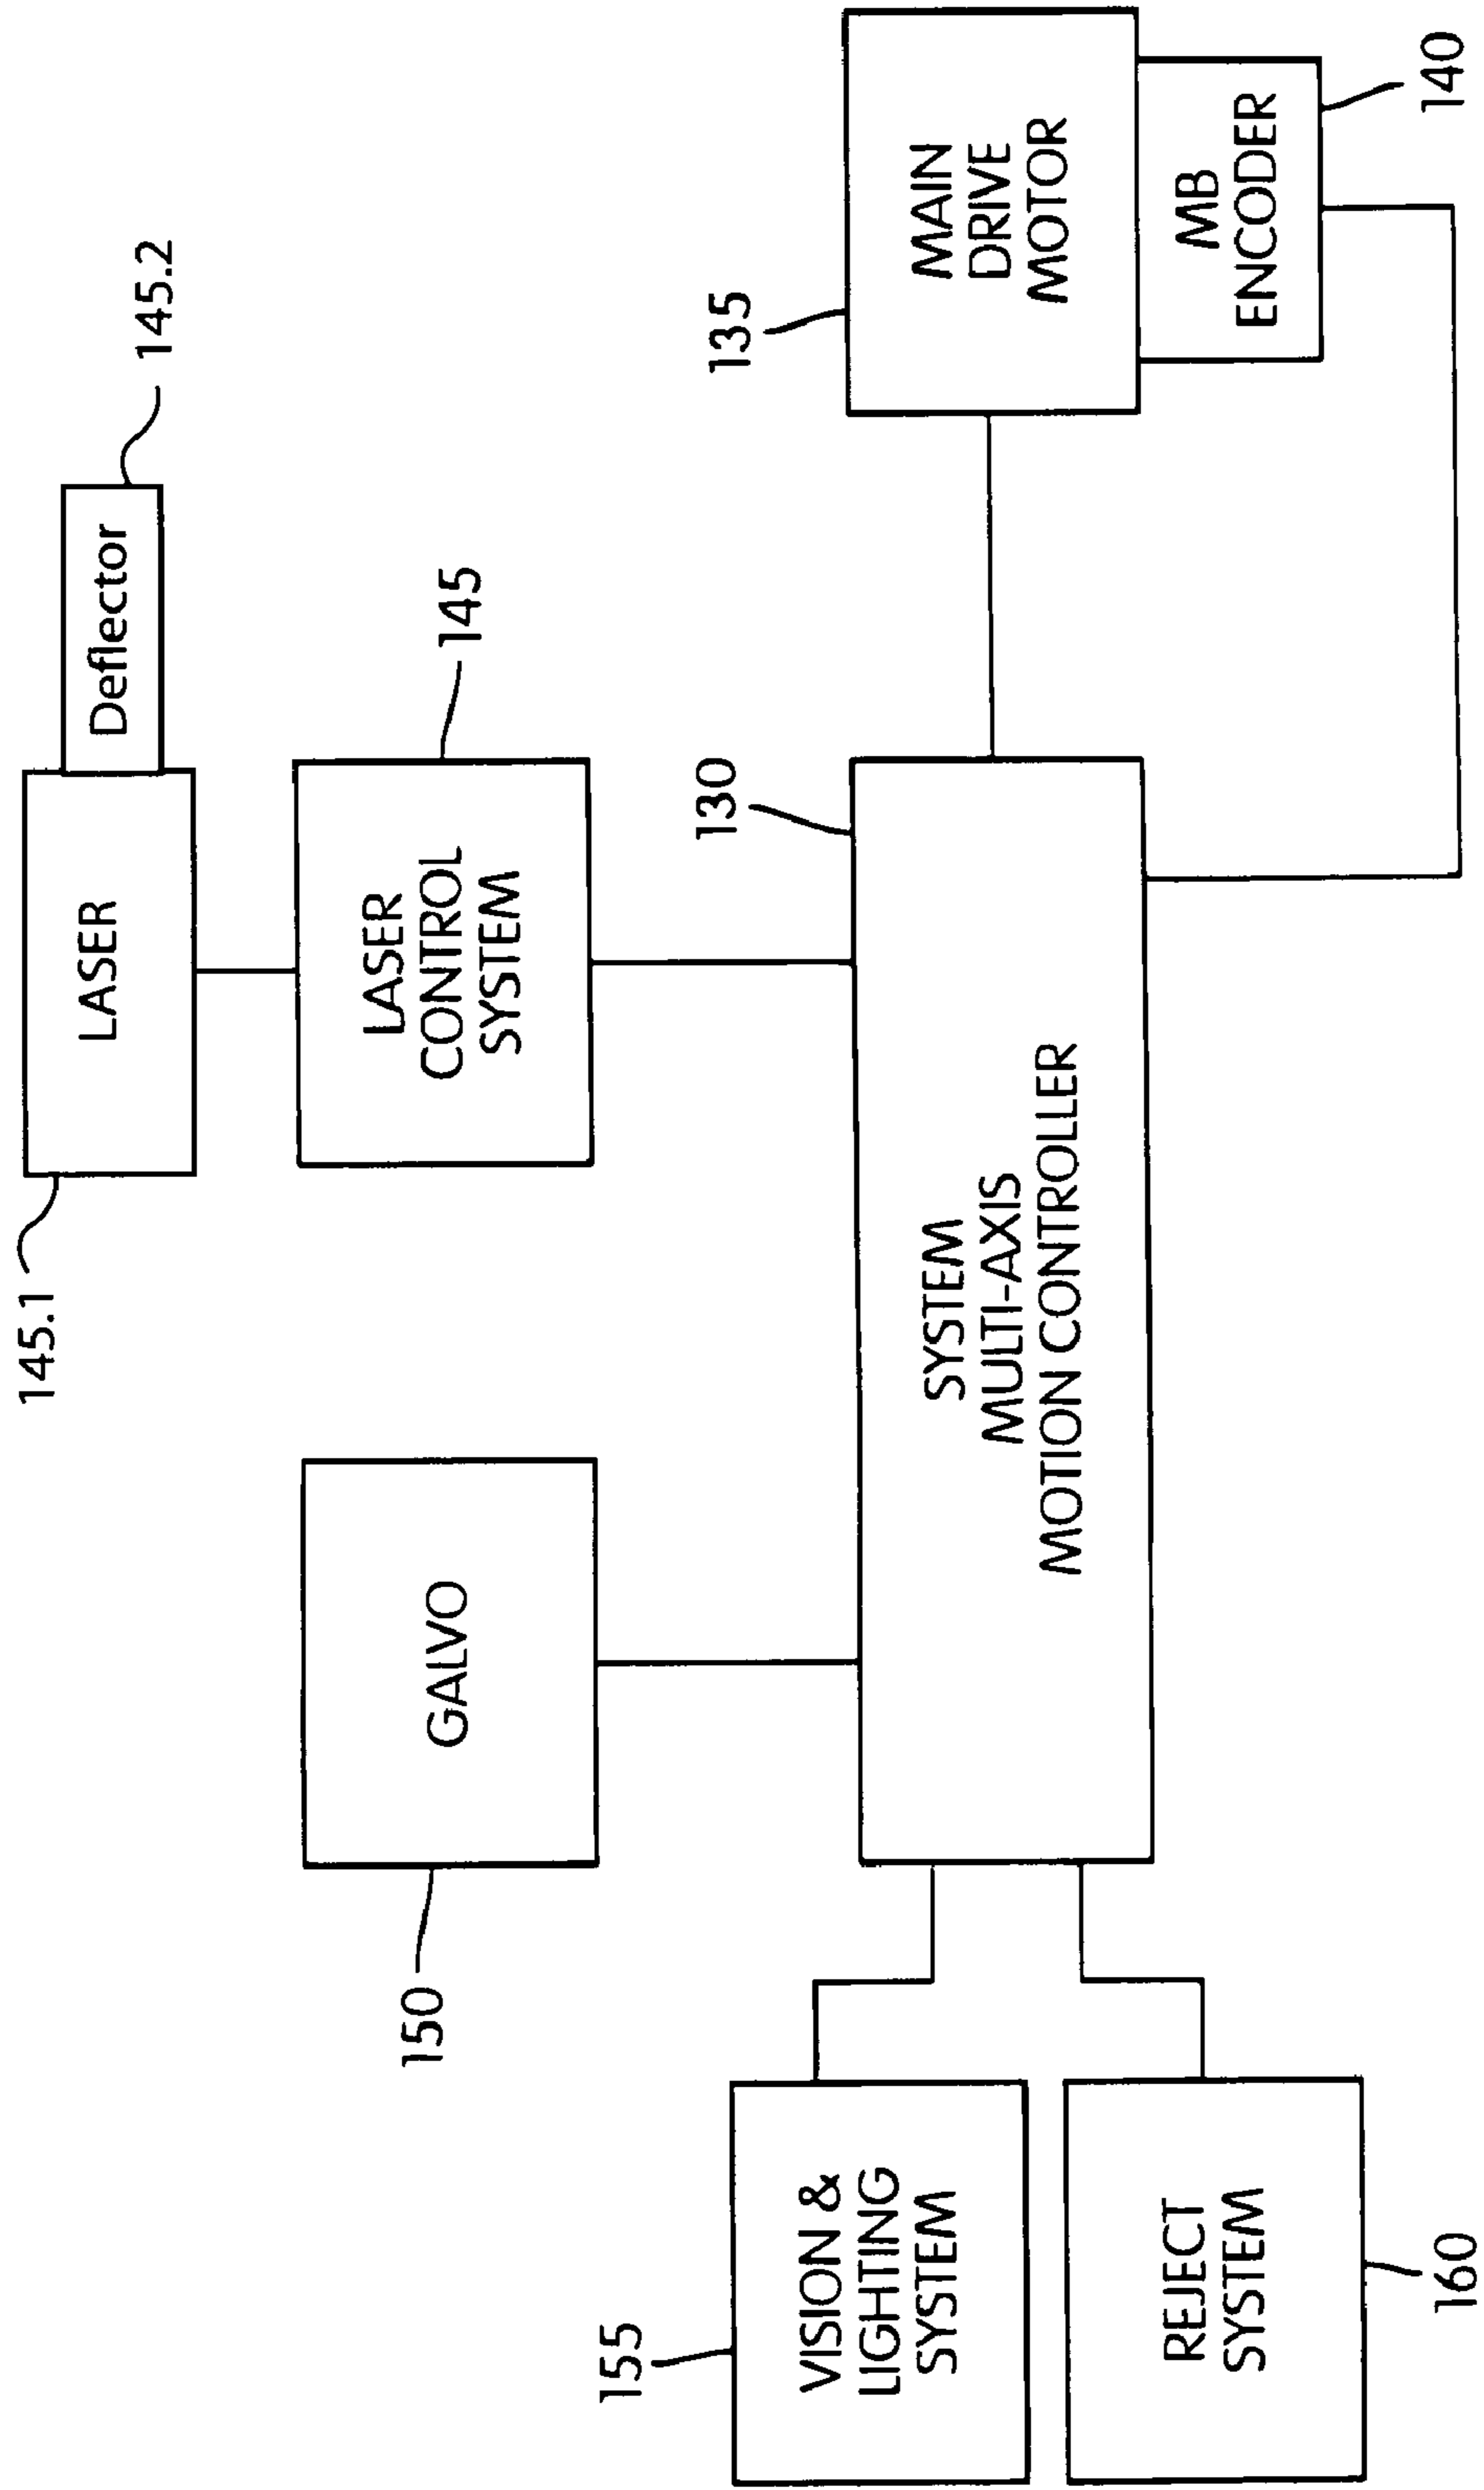 145.1
LASER
Deflector
145.2
LASER
CONTROL
SYSTEM
145
150
GALVO
130
SYSTEM
MULTI-AXIS
MOTION CONTROLLER
135
MAIN
DRIVE
MOTOR
MB
ENCODER
140
155
VISION &
LIGHTING
SYSTEM
REJECT
SYSTEM
160